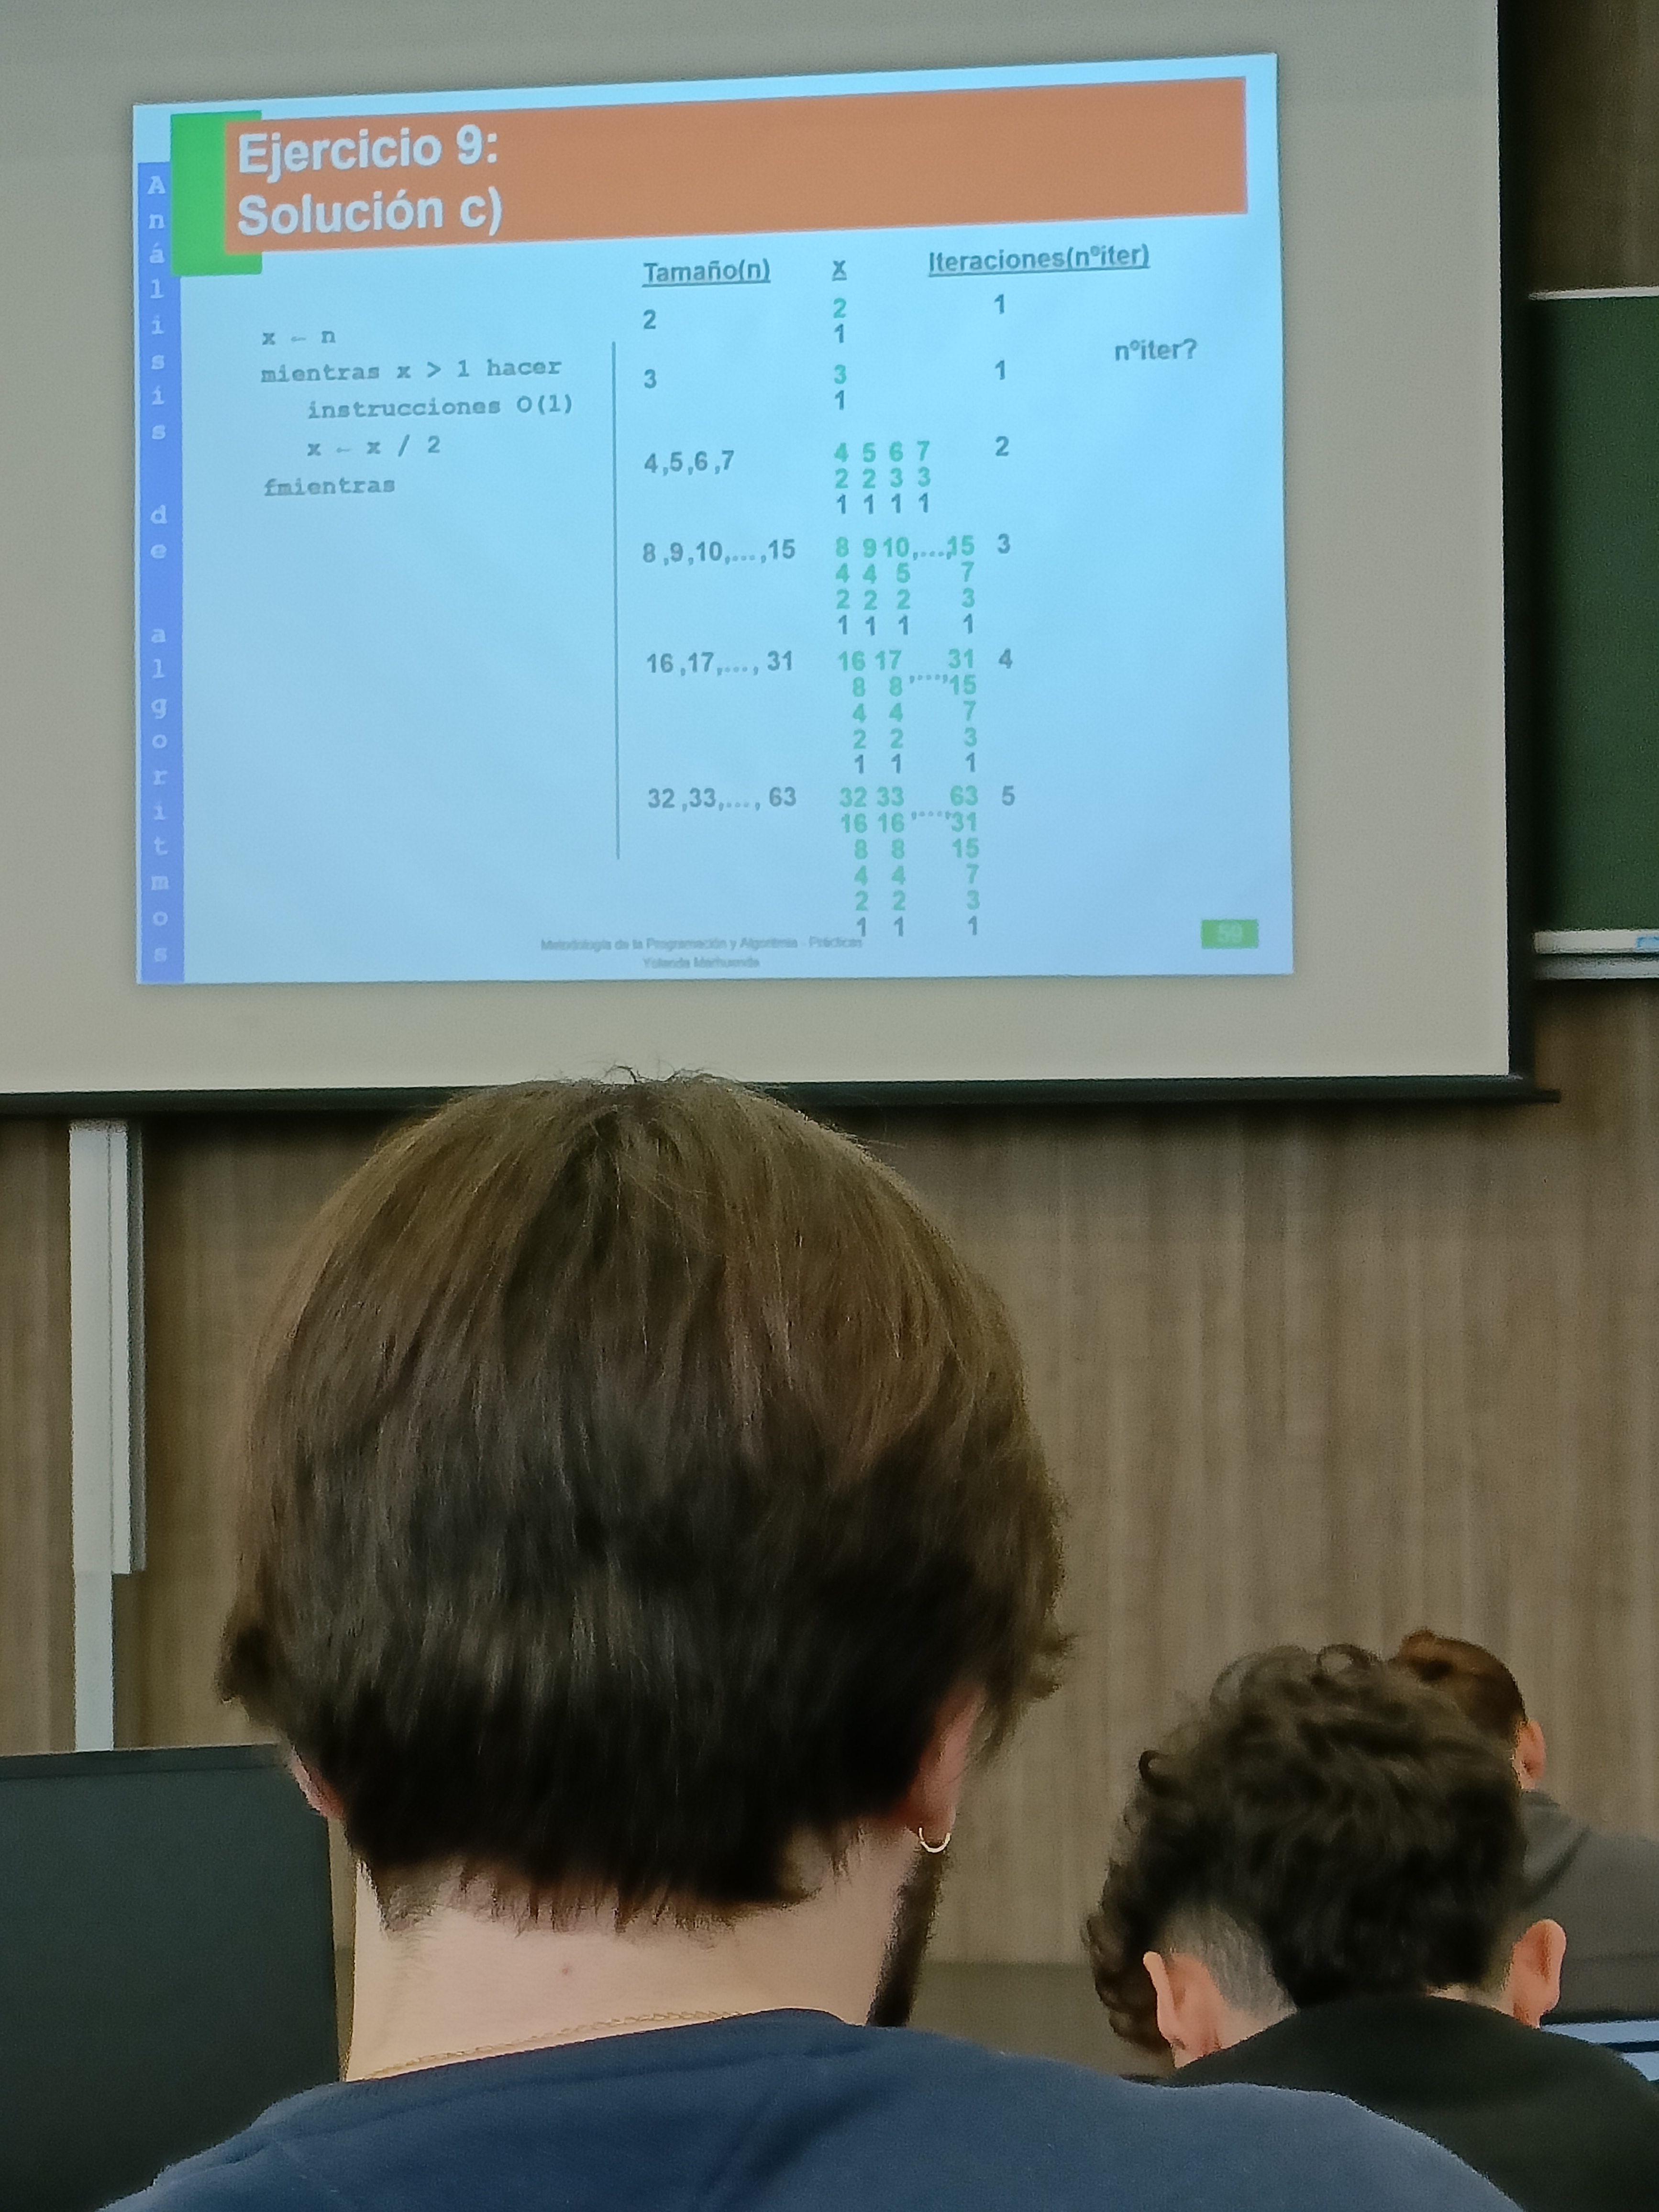 Ejercicio 9:
Solución c)
Análisis de algoritmos
x ← n
mientras x > 1 hacer
instrucciones O(1)
x ← x / 2
fmientras
Tamaño(n) x Iteraciones(nºiter)
2 2 1
1
nºiter?
3 3 1
1
4,5,6,7 4 5 6 7 2
2 2 3 3
1 1 1 1
8,9,10,...,15 8 9 10,...,15 3
4 4 5 7
2 2 2 3
1 1 1 1
16,17,..., 31 16 17 ,...., 31 4
8 8 15
4 4 7
2 2 3
1 1 1
32,33,..., 63 32 33 ,...., 63 5
16 16 31
8 8 15
4 4 7
2 2 3
1 1 1
Metodología de la Programación y Algoritmia - Prácticas
Yolanda Marhuenda
59